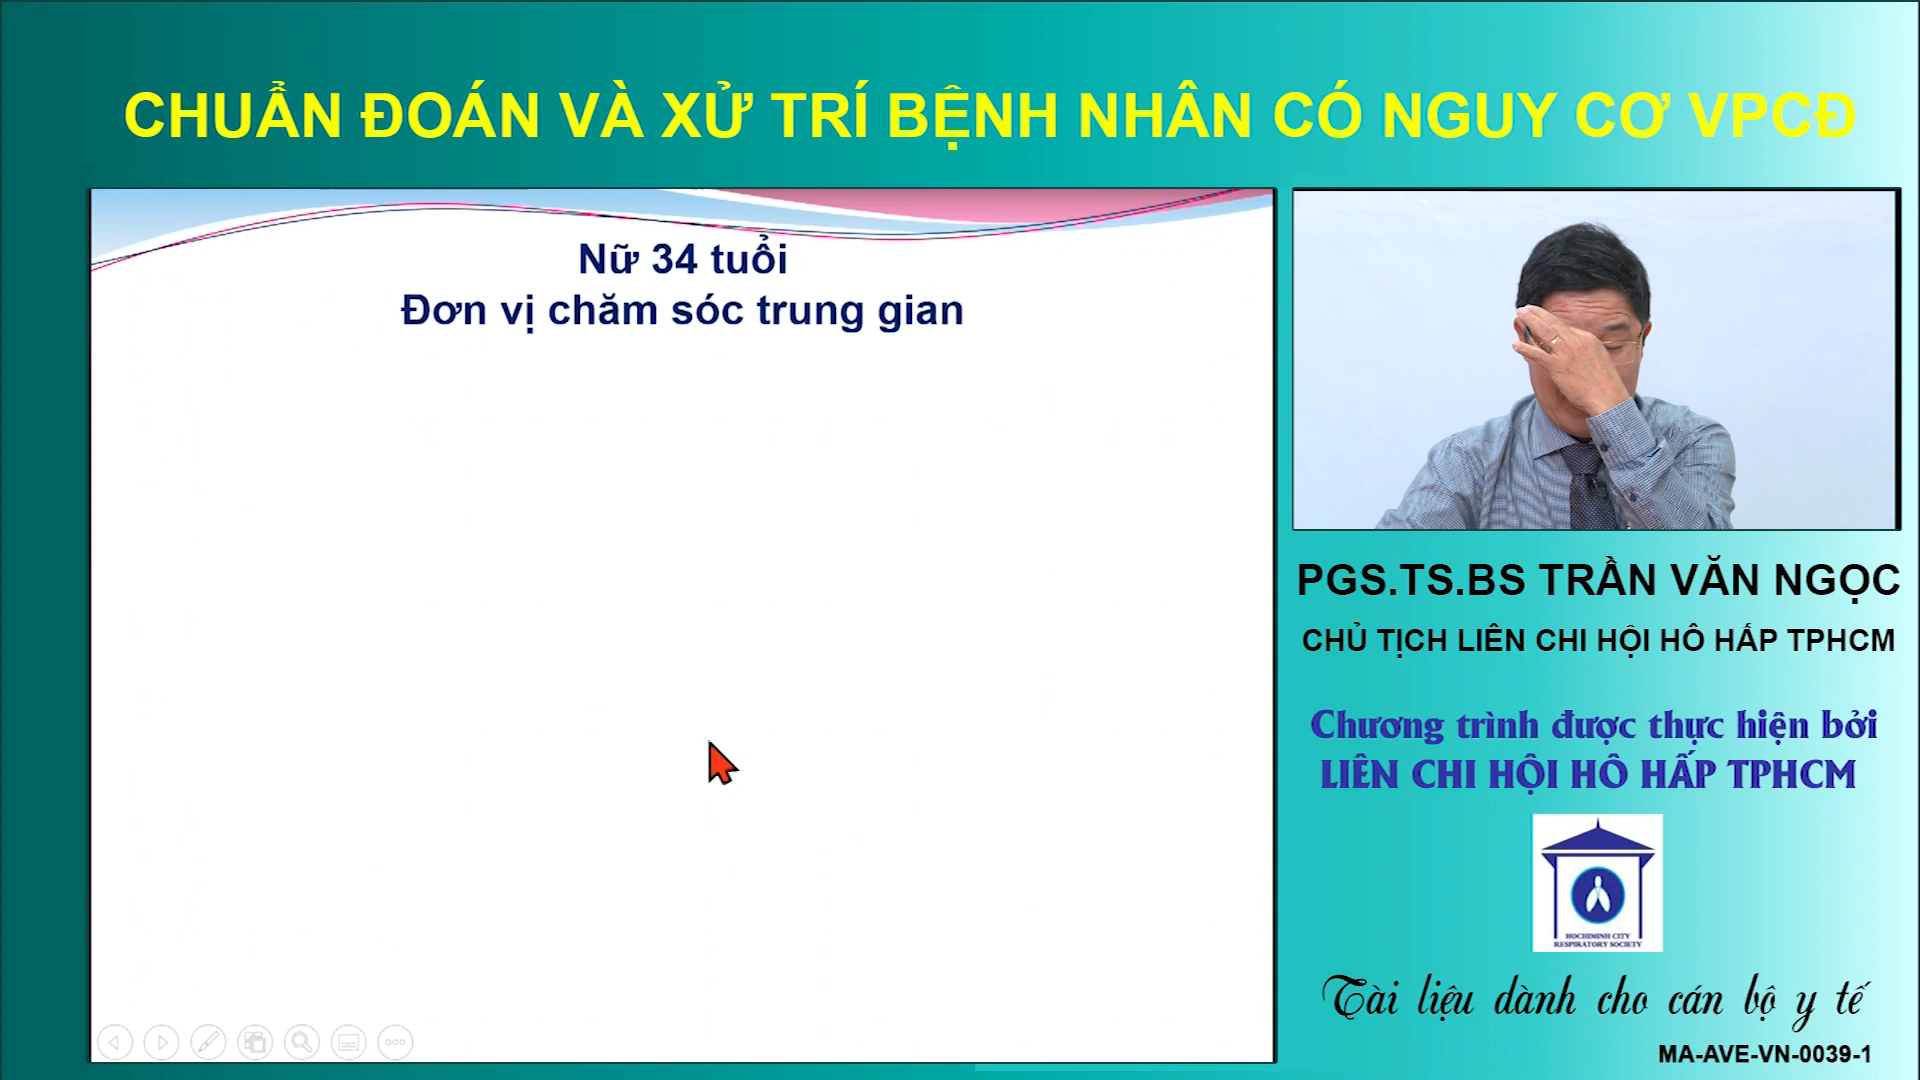 CHUẨN ĐOÁN VÀ XỬ TRÍ BỆNH NHÂN CÓ NGUY CƠ VPCĐ
Nữ 34 tuổi
Đơn vị chăm sóc trung gian
PGS.TS.BS TRẦN VĂN NGỌC
CHỦ TỊCH LIÊN CHI HỘI HÔ HẤP TPHCM
Chương trình được thực hiện bởi
LIÊN CHI HỘI HÔ HẤP TPHCM
HOCHIMINH CITY
RESPIRATORY SOCIETY
Tài liệu dành cho cán bộ y tế
MA-AVE-VN-0039-1